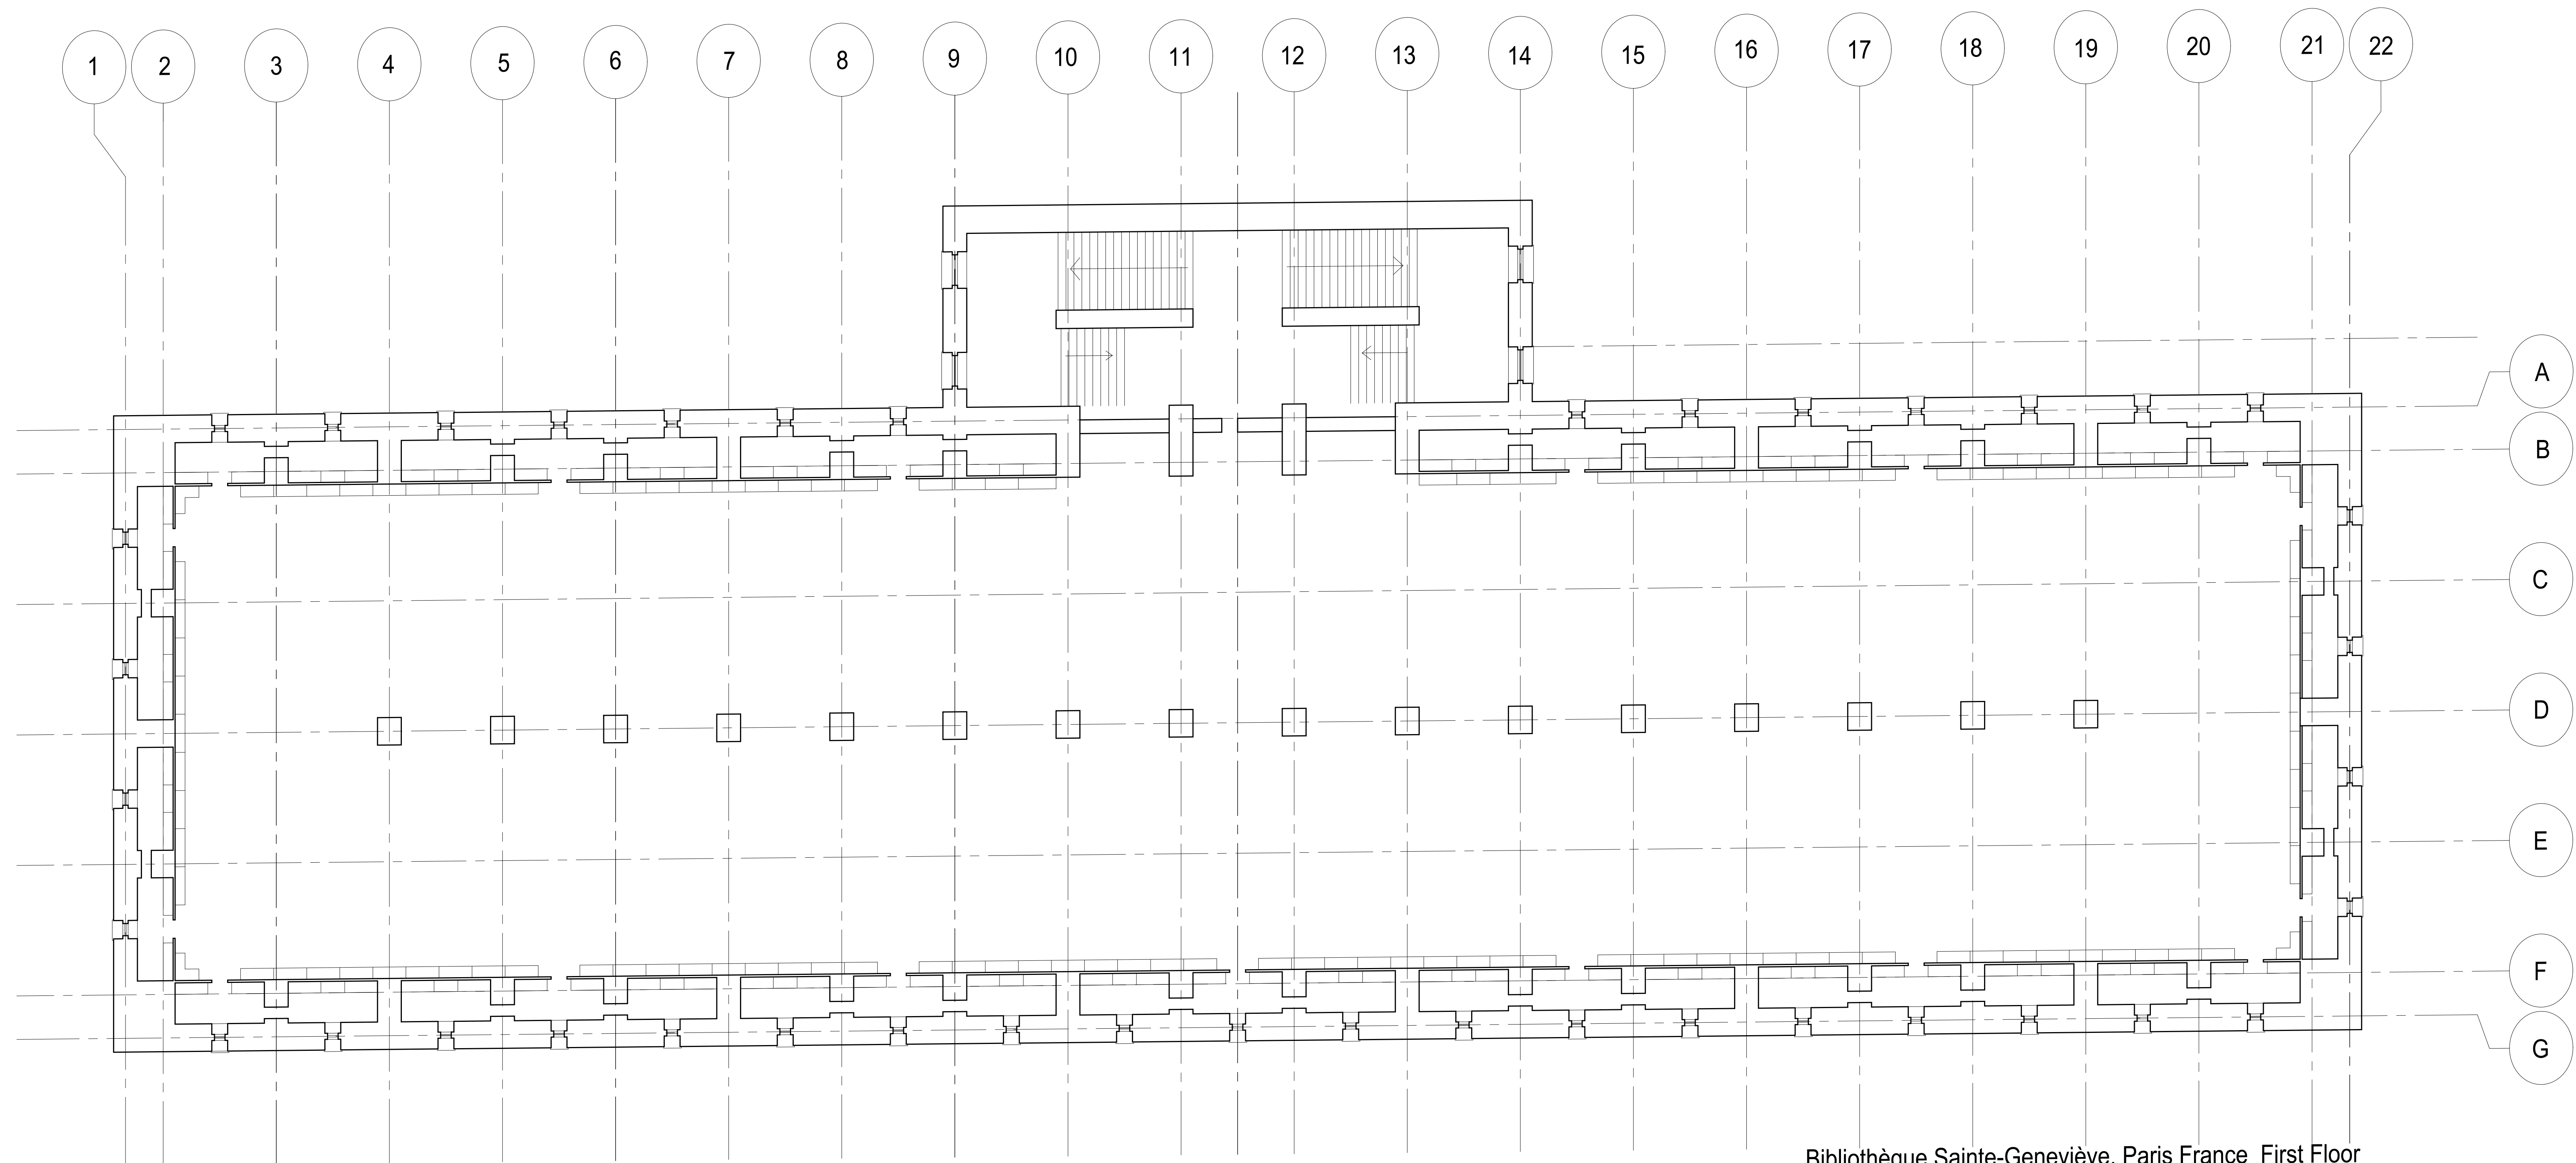 1 2 3 4 5 6 7 8 9 10 11 12 13 14 15 16 17 18 19 20 21 22
A
B
C
D
E
F
G
Bibliothèque Sainte-Geneviève, Paris France First Floor